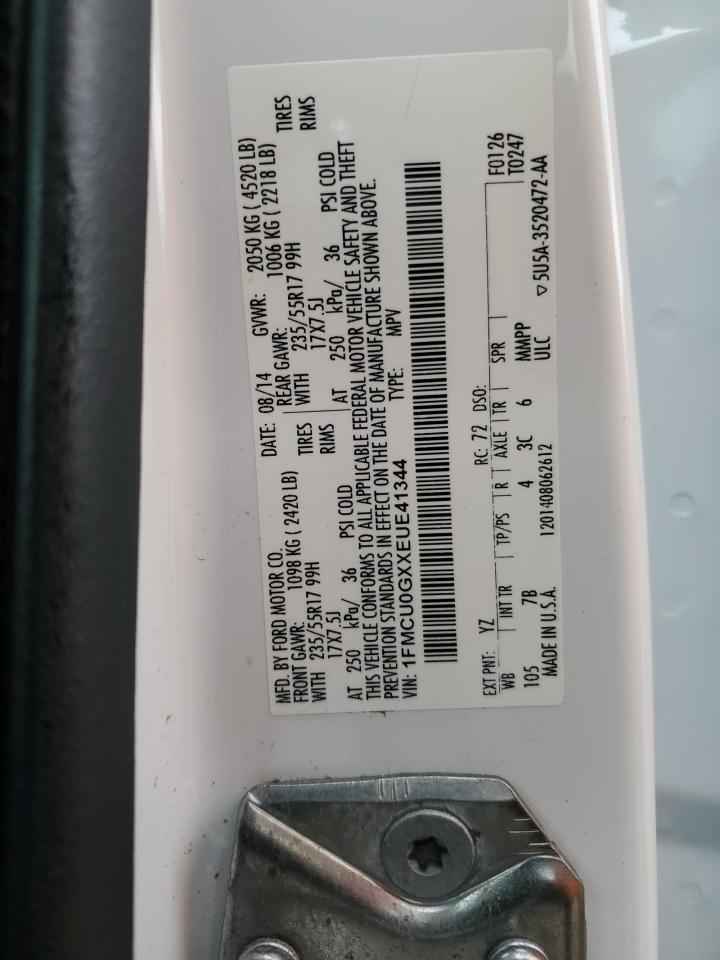 MFD. BY FORD MOTOR CO.
DATE: 08/14 GVWR: 2050 KG ( 4520 LB)
FRONT GAWR: 1098 KG ( 2420 LB) REAR GAWR: 1006 KG ( 2218 LB)
WITH 235/55R17 99H TIRES WITH 235/55R17 99H TIRES
17X7.5J RIMS 17X7.5J RIMS
AT 250 kPa/ 36 PSI COLD AT 250 kPa/ 36 PSI COLD
THIS VEHICLE CONFORMS TO ALL APPLICABLE FEDERAL MOTOR VEHICLE SAFETY AND THEFT
PREVENTION STANDARDS IN EFFECT ON THE DATE OF MANUFACTURE SHOWN ABOVE.
VIN: 1FMCU0GXXEUE41344 TYPE: MPV
F0126
T0247
EXT PNT: YZ RC: 72 DSO:
WB INT TR TP/PS R AXLE TR SPR
105 7B 4 3C 6 MMPP
MADE IN U.S.A. 1201408062612 ULC ▽ 5U5A-3520472-AA